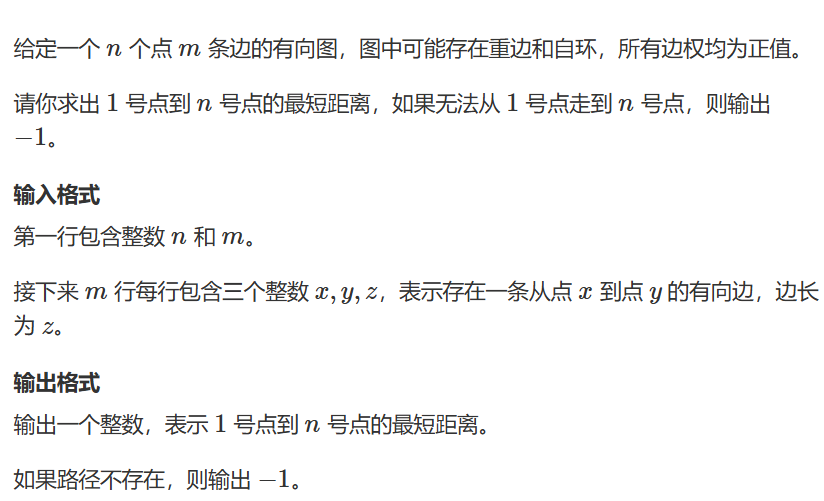 给定一个 n 个点 m 条边的有向图，图中可能存在重边和自环，所有边权均为正值。
请你求出 1 号点到 n 号点的最短距离，如果无法从 1 号点走到 n 号点，则输出
−1。
输入格式
第一行包含整数 n 和 m。
接下来 m 行每行包含三个整数 x, y, z，表示存在一条从点 x 到点 y 的有向边，边长
为 z。
输出格式
输出一个整数，表示 1 号点到 n 号点的最短距离。
如果路径不存在，则输出 −1。